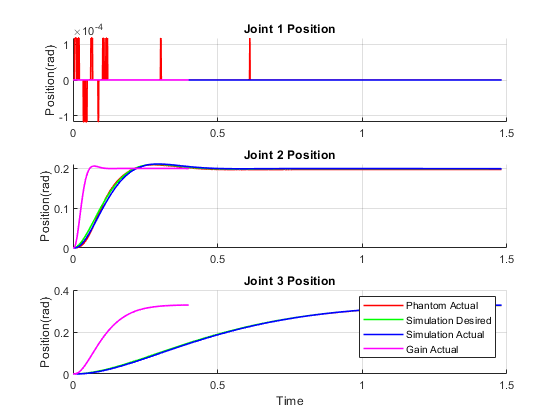 Joint 1 Position
×10-4
1
0
-1
Position(rad)
0
0.5
1
1.5
Joint 2 Position
0.2
0.1
0
Position(rad)
0
0.5
1
1.5
Joint 3 Position
0.4
0.2
0
Position(rad)
Phantom Actual
Simulation Desired
Simulation Actual
Gain Actual
0
0.5
1
1.5
Time